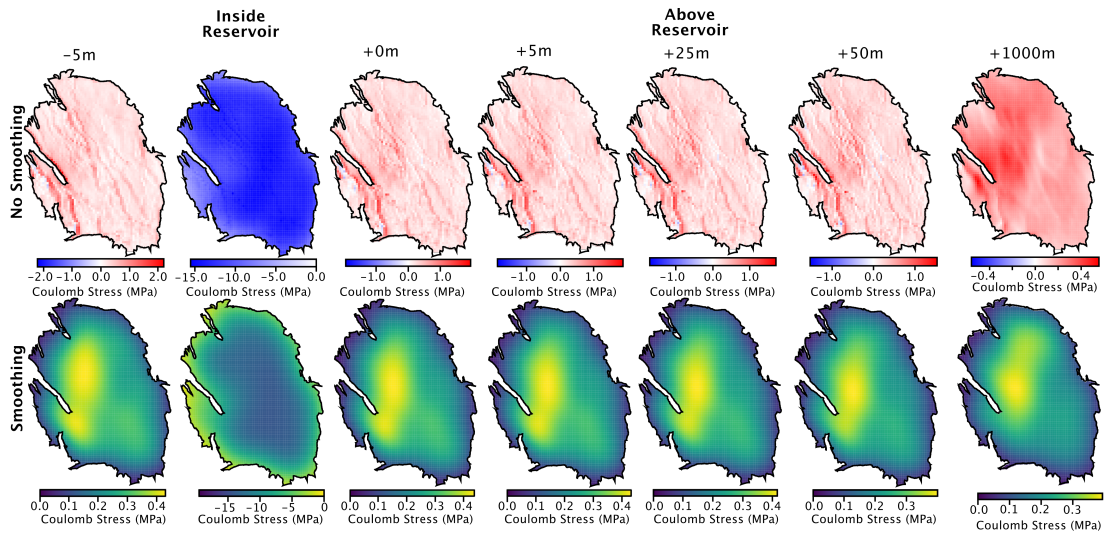 Inside
Reservoir
Above
Reservoir
−5m
+0m
+5m
+25m
+50m
+1000m
No Smoothing
−2.0 −1.0 0.0 1.0 2.0
−15.0 −10.0 −5.0 0.0
−1.0 0.0 1.0
−1.0 0.0 1.0
−1.0 0.0 1.0
−1.0 0.0 1.0
−0.4 0.0 0.4
Coulomb Stress (MPa)
Coulomb Stress (MPa)
Coulomb Stress (MPa)
Coulomb Stress (MPa)
Coulomb Stress (MPa)
Coulomb Stress (MPa)
Coulomb Stress (MPa)
Smoothing
0.0 0.1 0.2 0.3 0.4
−15 −10 −5 0
0.0 0.1 0.2 0.3 0.4
0.0 0.1 0.2 0.3 0.4
0.0 0.1 0.2 0.3 0.4
0.0 0.1 0.2 0.3
0.0 0.1 0.2 0.3
Coulomb Stress (MPa)
Coulomb Stress (MPa)
Coulomb Stress (MPa)
Coulomb Stress (MPa)
Coulomb Stress (MPa)
Coulomb Stress (MPa)
Coulomb Stress (MPa)